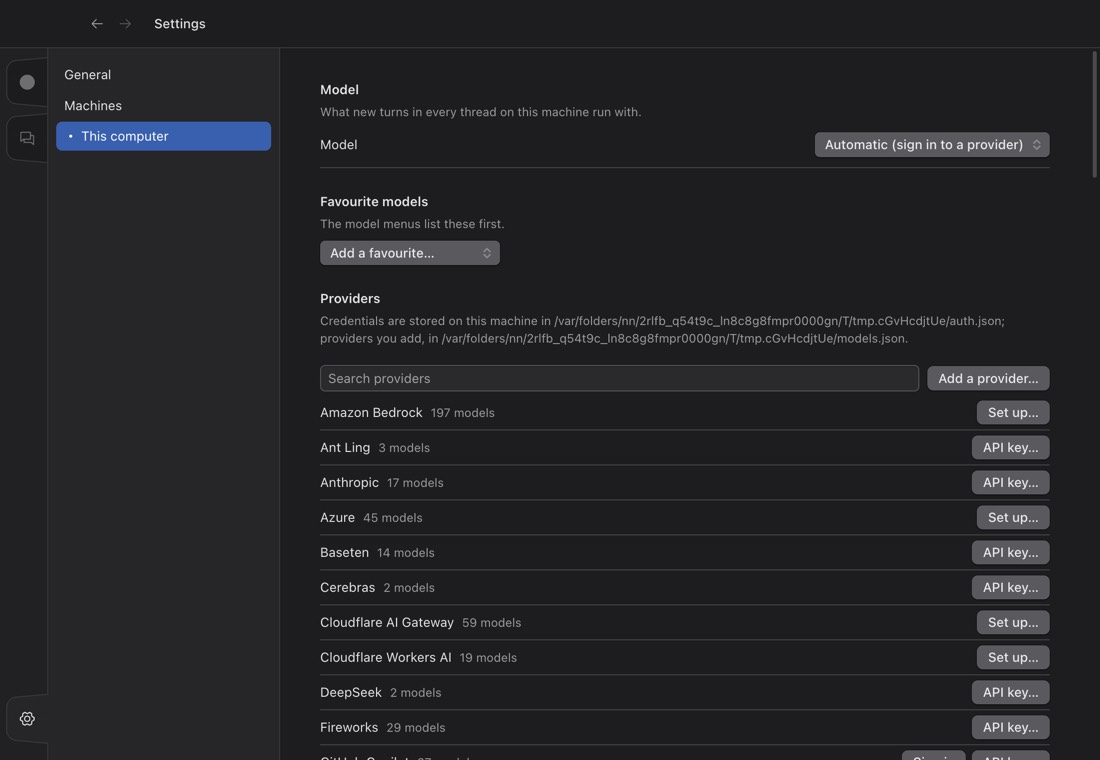 Settings
General
Machines
• This computer
Model
What new turns in every thread on this machine run with.
Model
Automatic (sign in to a provider)
Favourite models
The model menus list these first.
Add a favourite...
Providers
Credentials are stored on this machine in /var/folders/nn/2rlfb_q54t9c_ln8c8g8fmpr0000gn/T/tmp.cGvHcdjtUe/auth.json;
providers you add, in /var/folders/nn/2rlfb_q54t9c_ln8c8g8fmpr0000gn/T/tmp.cGvHcdjtUe/models.json.
Search providers Add a provider...
Amazon Bedrock 197 models Set up...
Ant Ling 3 models API key...
Anthropic 17 models API key...
Azure 45 models Set up...
Baseten 14 models API key...
Cerebras 2 models API key...
Cloudflare AI Gateway 59 models Set up...
Cloudflare Workers AI 19 models Set up...
DeepSeek 2 models API key...
Fireworks 29 models API key...